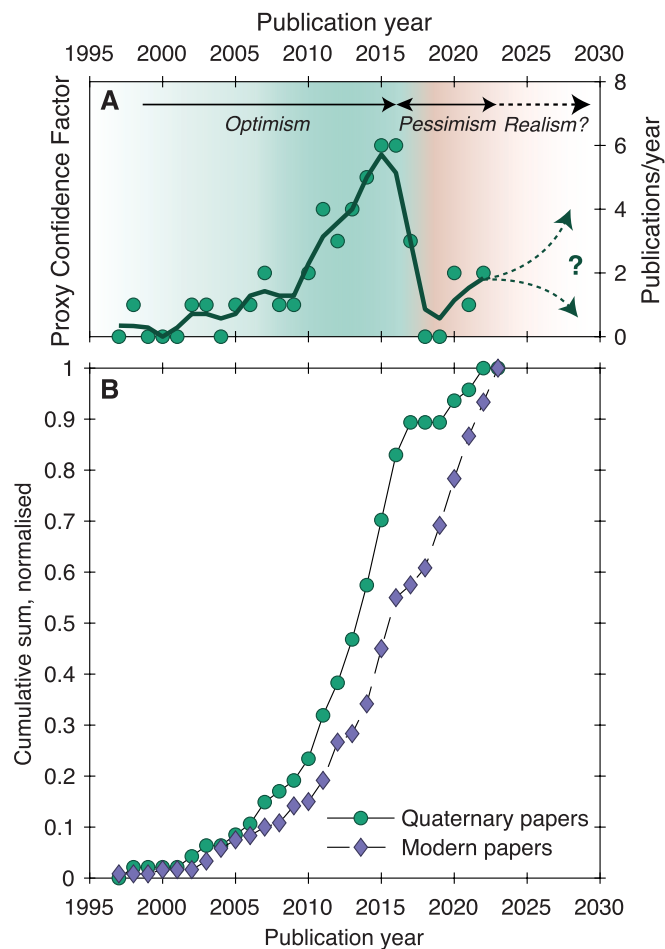 Publication year
1995 2000 2005 2010 2015 2020 2025 2030
A
Optimism
Pessimism
Realism?
Proxy Confidence Factor
Publications/year
8
6
4
2
0
?
B
1
0.9
0.8
0.7
0.6
0.5
0.4
0.3
0.2
0.1
0
Cumulative sum, normalised
Quaternary papers
Modern papers
1995 2000 2005 2010 2015 2020 2025 2030
Publication year